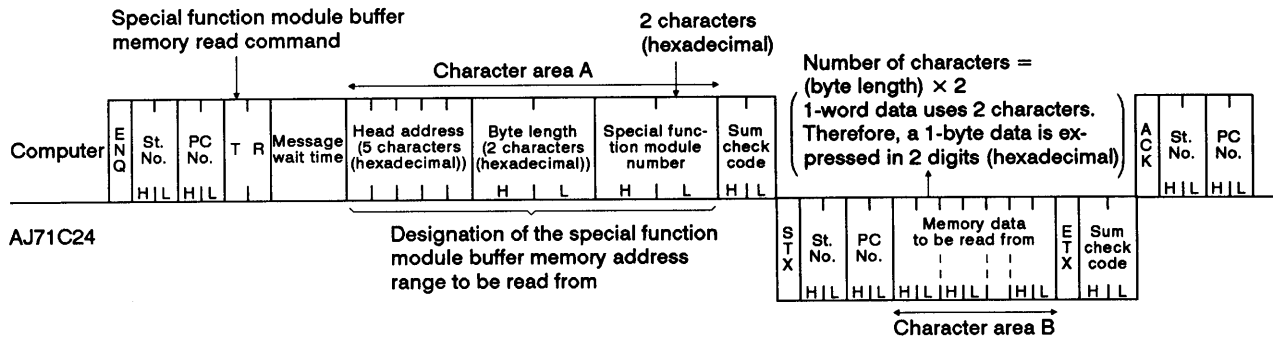 Special function module buffer
memory read command
2 characters
(hexadecimal)
Character area A
Number of characters =
(byte length) × 2
1-word data uses 2 characters.
Therefore, a 1-byte data is ex-
pressed in 2 digits (hexadecimal)
Computer
ENQ
St.
No.
H L
PC
No.
H L
T R
Message
wait time
Head address
(5 characters
(hexadecimal))
Byte length
(2 characters
(hexadecimal))
H L
Special func-
tion module
number
H L
Sum
check
code
H L
ACK
St.
No.
H L
PC
No.
H L
AJ71C24
Designation of the special function
module buffer memory address
range to be read from
STX
St.
No.
H L
PC
No.
H L
Memory data
to be read from
H L H L H L
ETX
Sum
check
code
H L
Character area B